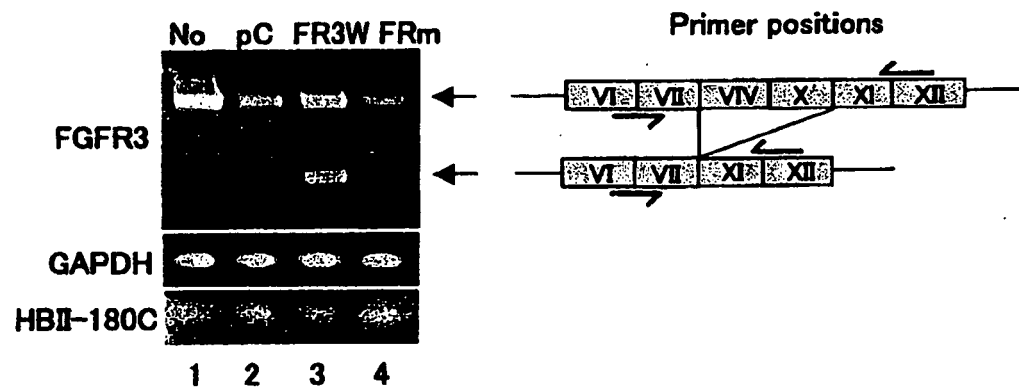 No pC FR3W FRm
Primer positions
FGFR3
VI VII VIV X XI XII
VI VII XI XII
GAPDH
HBII-180C
1 2 3 4